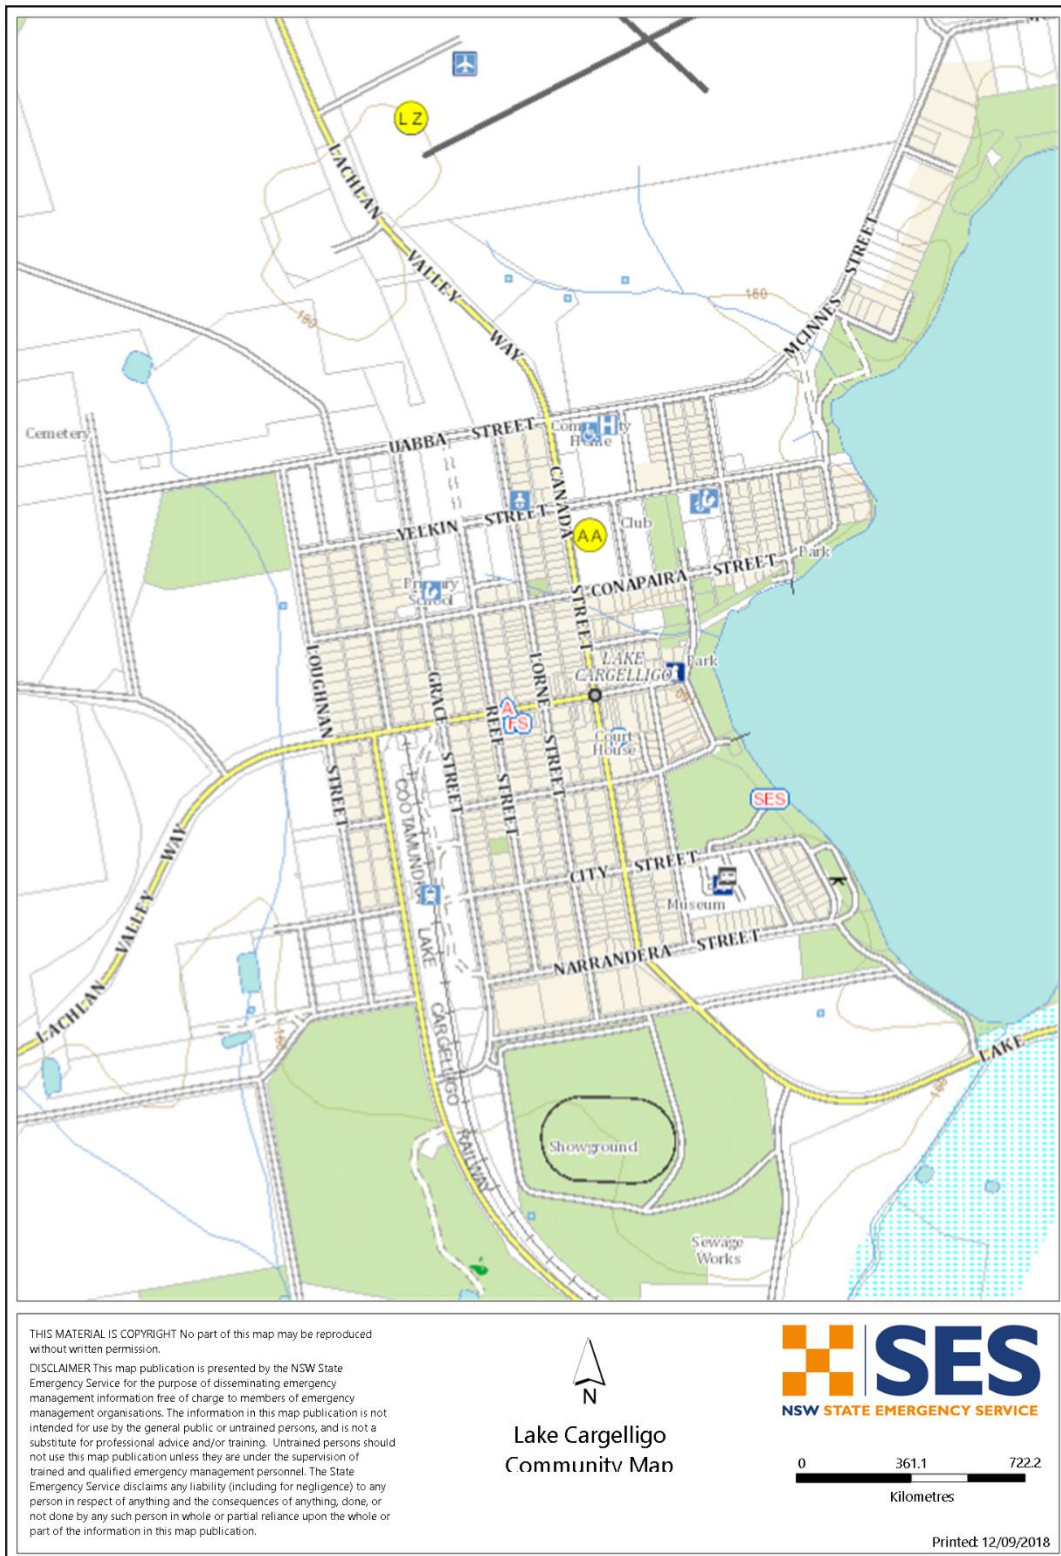 LZ
LACHLAN VALLEY WAY
160
160
MCINNES STREET
Cemetery
UABBA STREET
Community
Home
H
CANADA STREET
YELKIN STREET
Club
AA
Park
CONAPAIRA STREET
Primary
School
LAKE
CARGELLIGO
Park
LOUGHNAN STREET
GRACE STREET
REEF STREET
LORNE STREET
A
FS
Court
House
SES
COOTAMUNDRA LAKE CARGELLIGO RAILWAY
CITY STREET
Museum
LACHLAN VALLEY WAY
NARRANDERA STREET
LAKE
160
160
Showground
Sewage
Works
THIS MATERIAL IS COPYRIGHT No part of this map may be reproduced
without written permission.
DISCLAIMER This map publication is presented by the NSW State
Emergency Service for the purpose of disseminating emergency
management information free of charge to members of emergency
management organisations. The information in this map publication is not
intended for use by the general public or untrained persons, and is not a
substitute for professional advice and/or training. Untrained persons should
not use this map publication unless they are under the supervision of
trained and qualified emergency management personnel. The State
Emergency Service disclaims any liability (including for negligence) to any
person in respect of anything and the consequences of anything, done, or
not done by any such person in whole or partial reliance upon the whole or
part of the information in this map publication.
N
Lake Cargelligo
Community Map
SES
NSW STATE EMERGENCY SERVICE
0 361.1 722.2
Kilometres
Printed: 12/09/2018